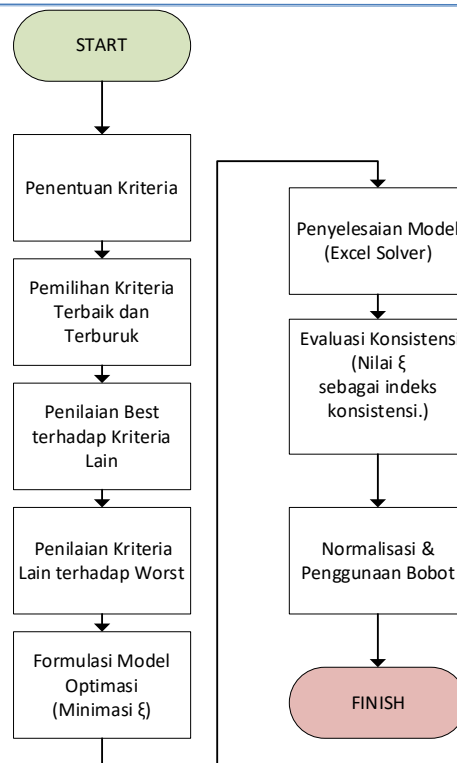 START
Penentuan Kriteria
Pemilihan Kriteria
Terbaik dan
Terburuk
Penilaian Best
terhadap Kriteria
Lain
Penilaian Kriteria
Lain terhadap Worst
Formulasi Model
Optimasi
(Minimasi ξ)
Penyelesaian Model
(Excel Solver)
Evaluasi Konsistensi
(Nilai ξ
sebagai indeks
konsistensi.)
Normalisasi &
Penggunaan Bobot
FINISH